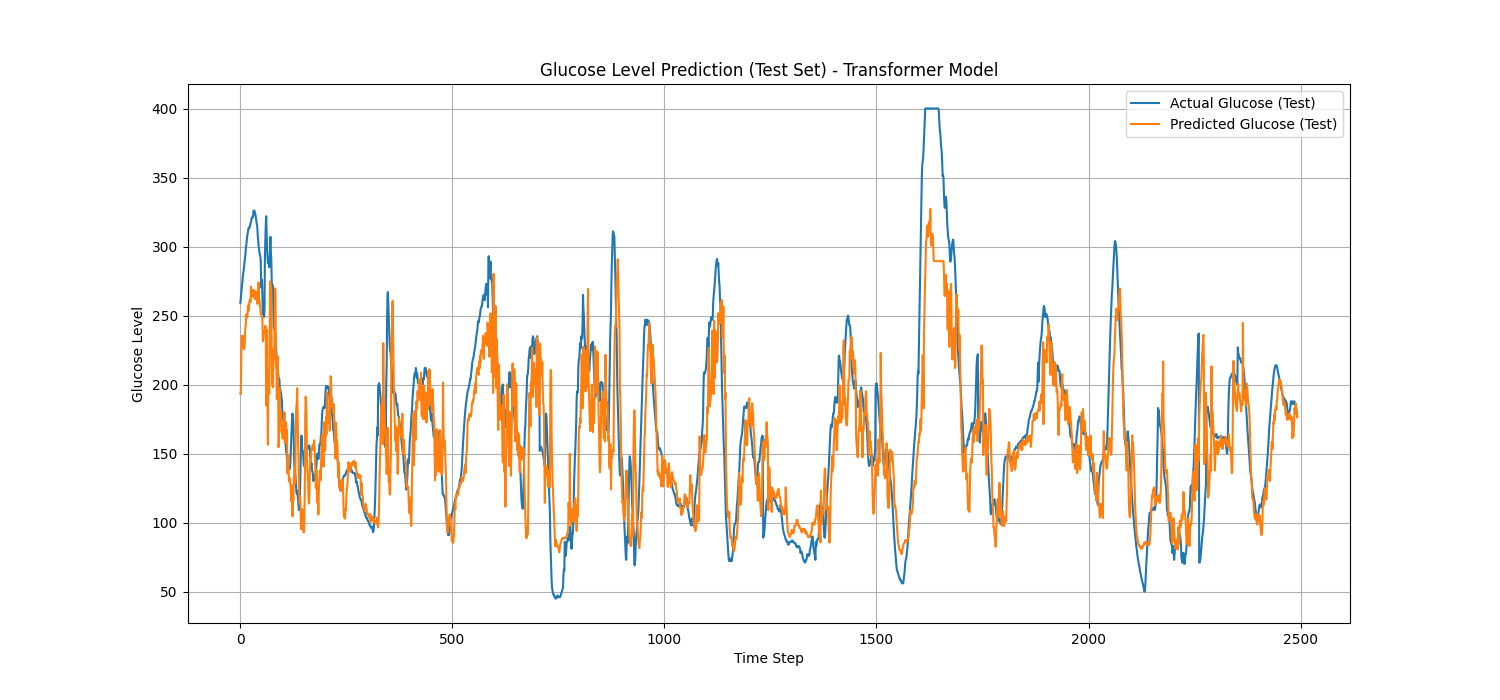 Glucose Level Prediction (Test Set) - Transformer Model
Actual Glucose (Test)
Predicted Glucose (Test)
400
350
300
250
200
150
100
50
Glucose Level
0
500
1000
1500
2000
2500
Time Step